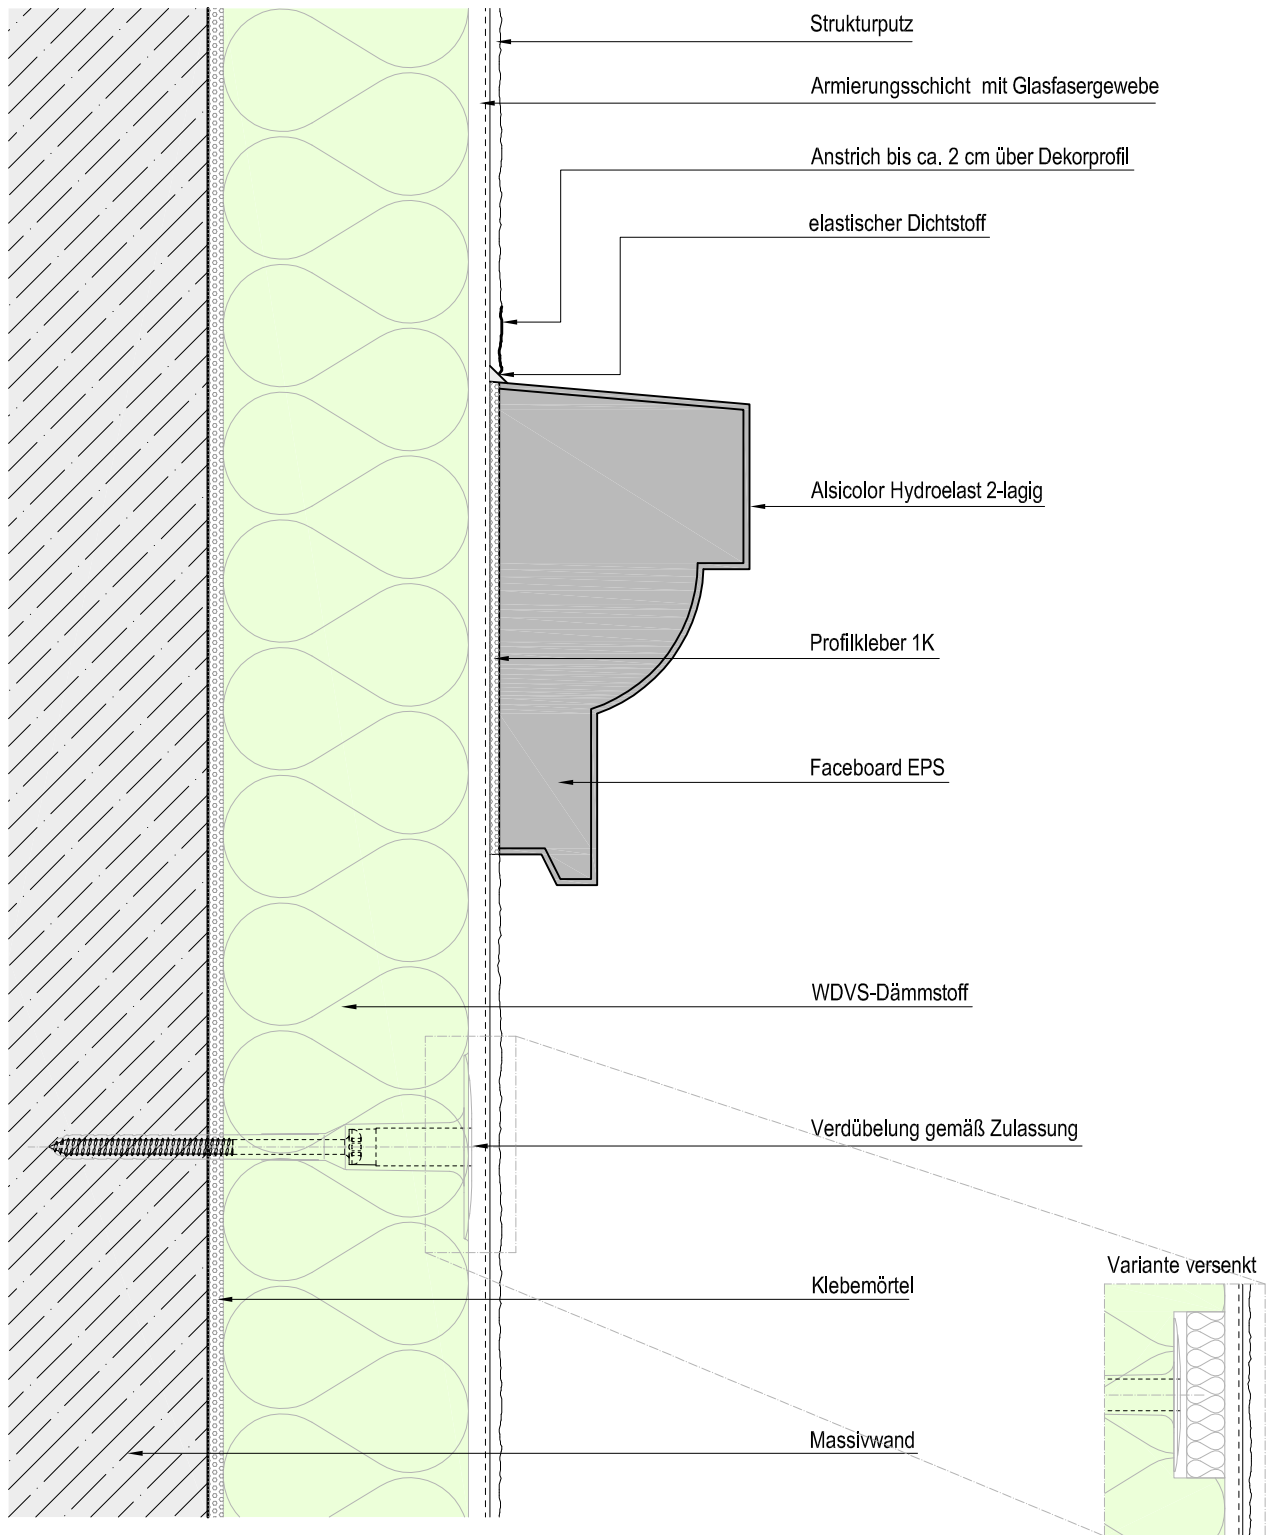 Strukturputz
Armierungsschicht mit Glasfasergewebe
Anstrich bis ca. 2 cm über Dekorprofil
elastischer Dichtstoff
Alsicolor Hydroelast 2-lagig
Profilkleber 1K
Faceboard EPS
WDVS-Dämmstoff
Verdübelung gemäß Zulassung
Variante versenkt
Klebemörtel
Massivwand